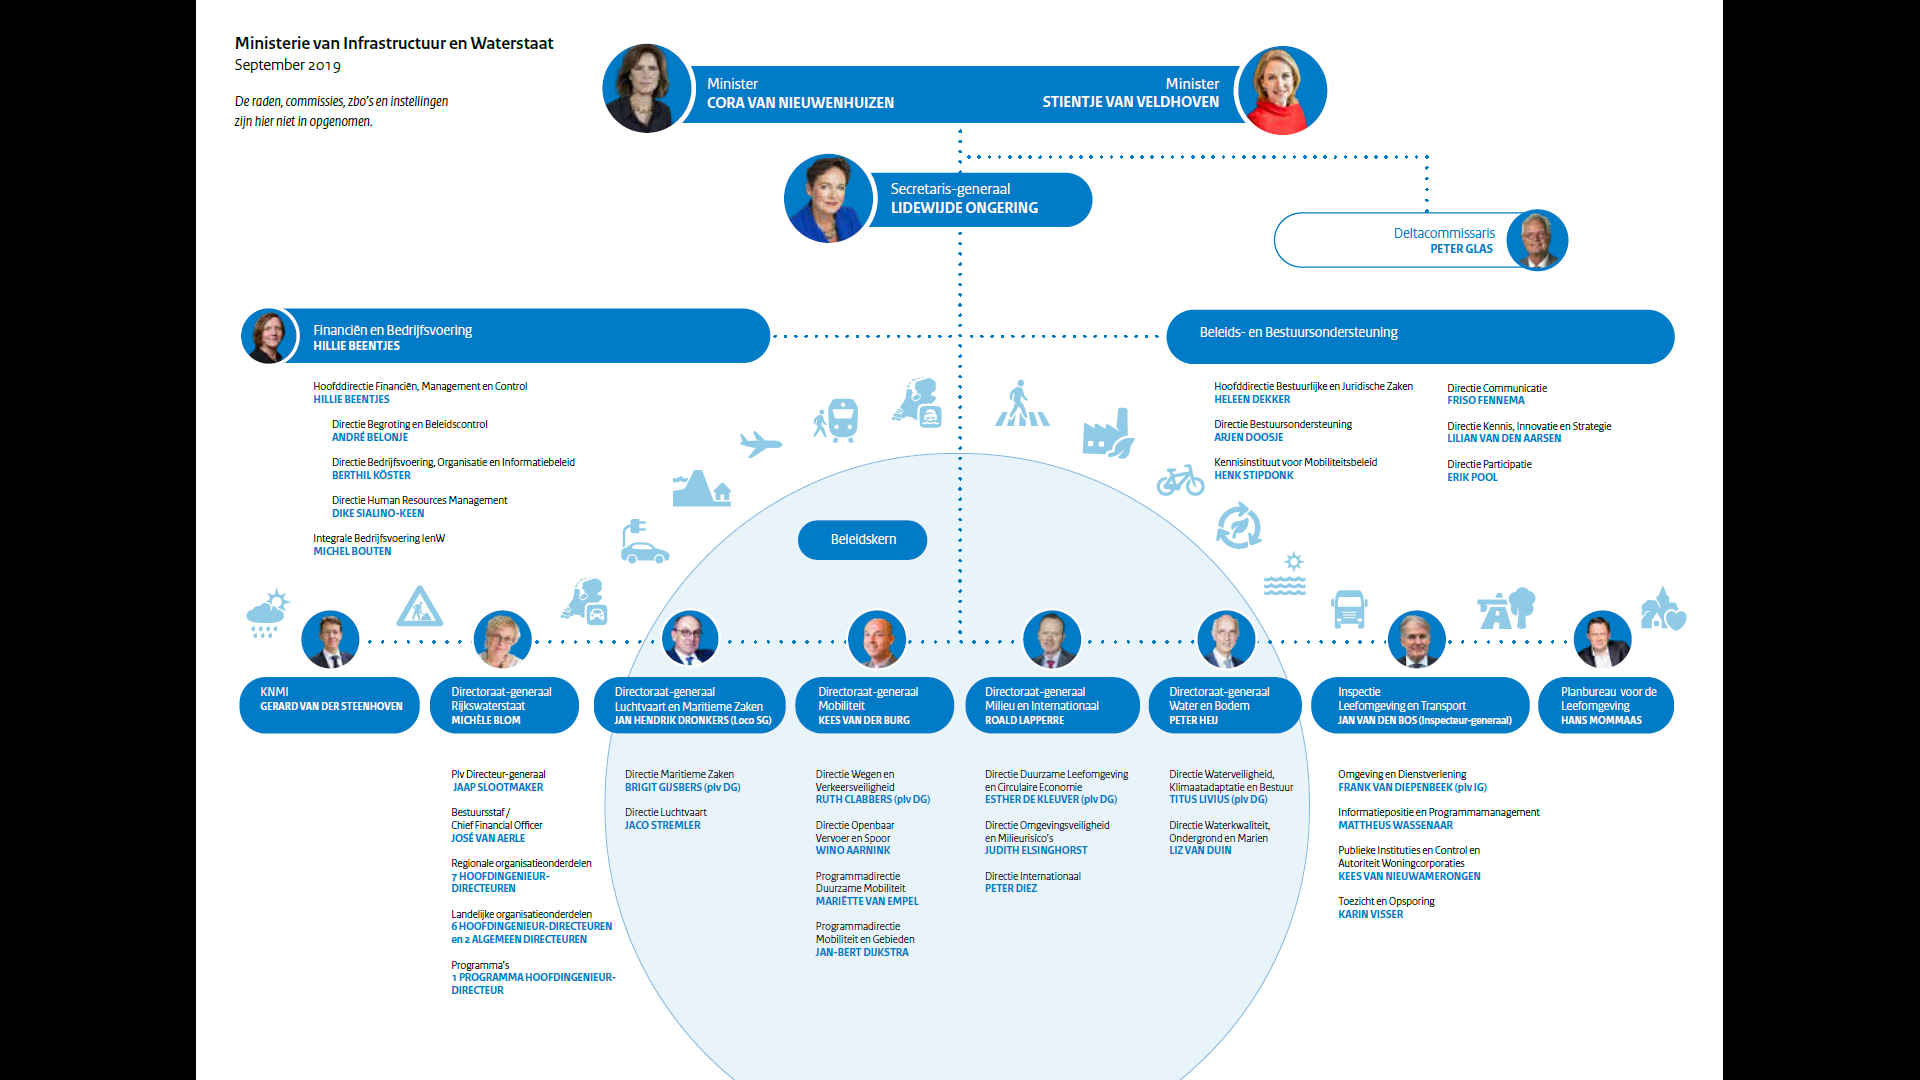 Ministerie van Infrastructuur en Waterstaat
September 2019
De raden, commissies, zbo's en instellingen
zijn hier niet in opgenomen.
Minister
CORA VAN NIEUWENHUIZEN
Minister
STIENTJE VAN VELDHOVEN
Secretaris-generaal
LIDEWIJDE ONGERING
Deltacommissaris
PETER GLAS
Financiën en Bedrijfsvoering
HILLIE BEENTJES
Hoofddirectie Financiën, Management en Control
HILLIE BEENTJES
Directie Begroting en Beleidscontrol
ANDRÉ BELONJE
Directie Bedrijfsvoering, Organisatie en Informatiebeleid
BERTHIL KÖSTER
Directie Human Resources Management
DIKE SIALINO-KEEN
Integrale Bedrijfsvoering IenW
MICHEL BOUTEN
Beleids- en Bestuursondersteuning
Hoofddirectie Bestuurlijke en Juridische Zaken
HELEEN DEKKER
Directie Bestuursondersteuning
ARJEN DOOSJE
Kennisinstituut voor Mobiliteitsbeleid
HENK STIPDONK
Directie Communicatie
FRISO FENNEMA
Directie Kennis, Innovatie en Strategie
LILIAN VAN DEN AARSEN
Directie Participatie
ERIK POOL
Beleidskern
KNMI
GERARD VAN DER STEENHOVEN
Directoraat-generaal
Rijkswaterstaat
MICHÈLE BLOM
Plv Directeur-generaal
JAAP SLOOTMAKER
Bestuursstaf /
Chief Financial Officer
JOSÉ VAN AERLE
Regionale organisatieonderdelen
7 HOOFDINGENIEUR-
DIRECTEUREN
Landelijke organisatieonderdelen
6 HOOFDINGENIEUR-DIRECTEUREN
en 2 ALGEMEEN DIRECTEUREN
Programma's
1 PROGRAMMA HOOFDINGENIEUR-
DIRECTEUR
Directoraat-generaal
Luchtvaart en Maritieme Zaken
JAN HENDRIK DRONKERS (Loco SG)
Directie Maritieme Zaken
BRIGIT GIJSBERS (plv DG)
Directie Luchtvaart
JACO STREMLER
Directoraat-generaal
Mobiliteit
KEES VAN DER BURG
Directie Wegen en
Verkeersveiligheid
RUTH CLABBERS (plv DG)
Directie Openbaar
Vervoer en Spoor
WINO AARNINK
Programmadirectie
Duurzame Mobiliteit
MARIËTTE VAN EMPEL
Programmadirectie
Mobiliteit en Gebieden
JAN-BERT DIJKSTRA
Directoraat-generaal
Milieu en Internationaal
ROALD LAPPERRE
Directie Duurzame Leefomgeving
en Circulaire Economie
ESTHER DE KLEUVER (plv DG)
Directie Omgevingsveiligheid
en Milieurisico's
JUDITH ELSINGHORST
Directie Internationaal
PETER DIEZ
Directoraat-generaal
Water en Bodem
PETER HEIJ
Directie Waterveiligheid,
Klimaatadaptatie en Bestuur
TITUS LIVIUS (plv DG)
Directie Waterkwaliteit,
Ondergrond en Marien
LIZ VAN DUIN
Inspectie
Leefomgeving en Transport
JAN VAN DEN BOS (Inspecteur-generaal)
Omgeving en Dienstverlening
FRANK VAN DIEPENBEEK (plv IG)
Informatiepositie en Programmamanagement
MATTHEUS WASSENAAR
Publieke Instituties en Control en
Autoriteit Woningcorporaties
KEES VAN NIEUWAMERONGEN
Toezicht en Opsporing
KARIN VISSER
Planbureau voor de
Leefomgeving
HANS MOMMAAS